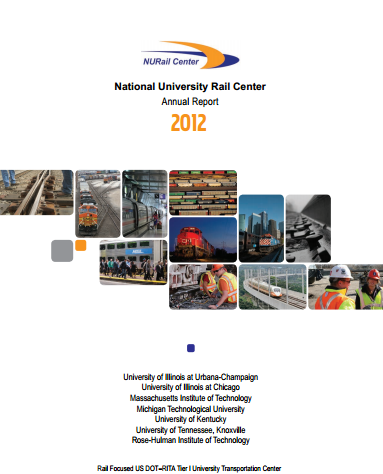 NURail Center
National University Rail Center
Annual Report
2012
University of Illinois at Urbana-Champaign
University of Illinois at Chicago
Massachusetts Institute of Technology
Michigan Technological University
University of Kentucky
University of Tennessee, Knoxville
Rose-Hulman Institute of Technology
Rail Focused US DOT-RITA Tier I University Transportation Center